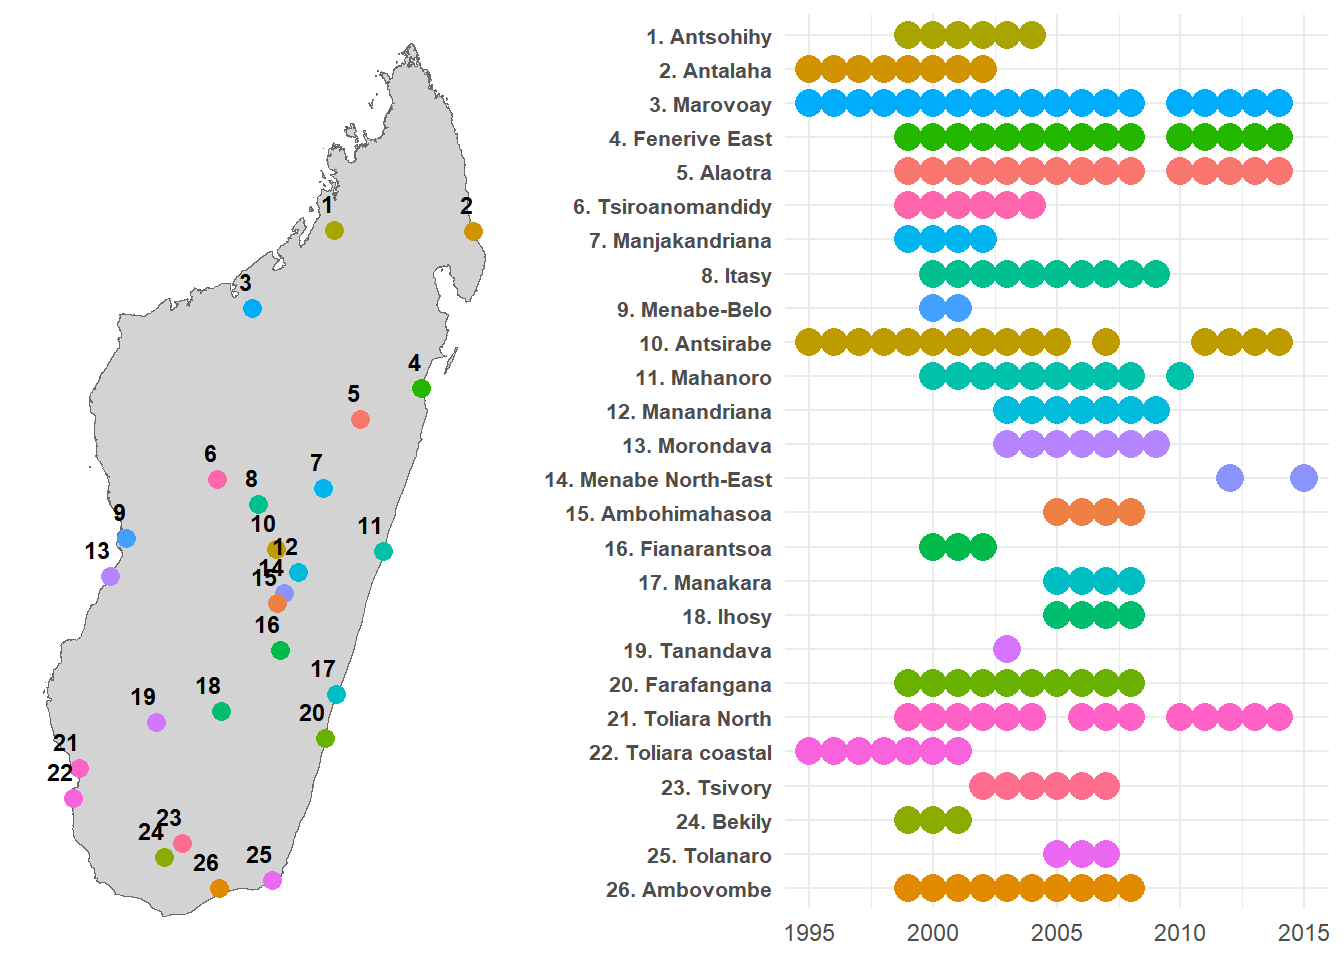 1
2
3
4
5
6
7
8
9
10
11
12
13
14
15
16
17
18
19
20
21
22
23
24
25
26
1. Antsohihy
2. Antalaha
3. Marovoay
4. Fenerive East
5. Alaotra
6. Tsiroanomandidy
7. Manjakandriana
8. Itasy
9. Menabe-Belo
10. Antsirabe
11. Mahanoro
12. Manandriana
13. Morondava
14. Menabe North-East
15. Ambohimahasoa
16. Fianarantsoa
17. Manakara
18. Ihosy
19. Tanandava
20. Farafangana
21. Toliara North
22. Toliara coastal
23. Tsivory
24. Bekily
25. Tolanaro
26. Ambovombe
1995 2000 2005 2010 2015